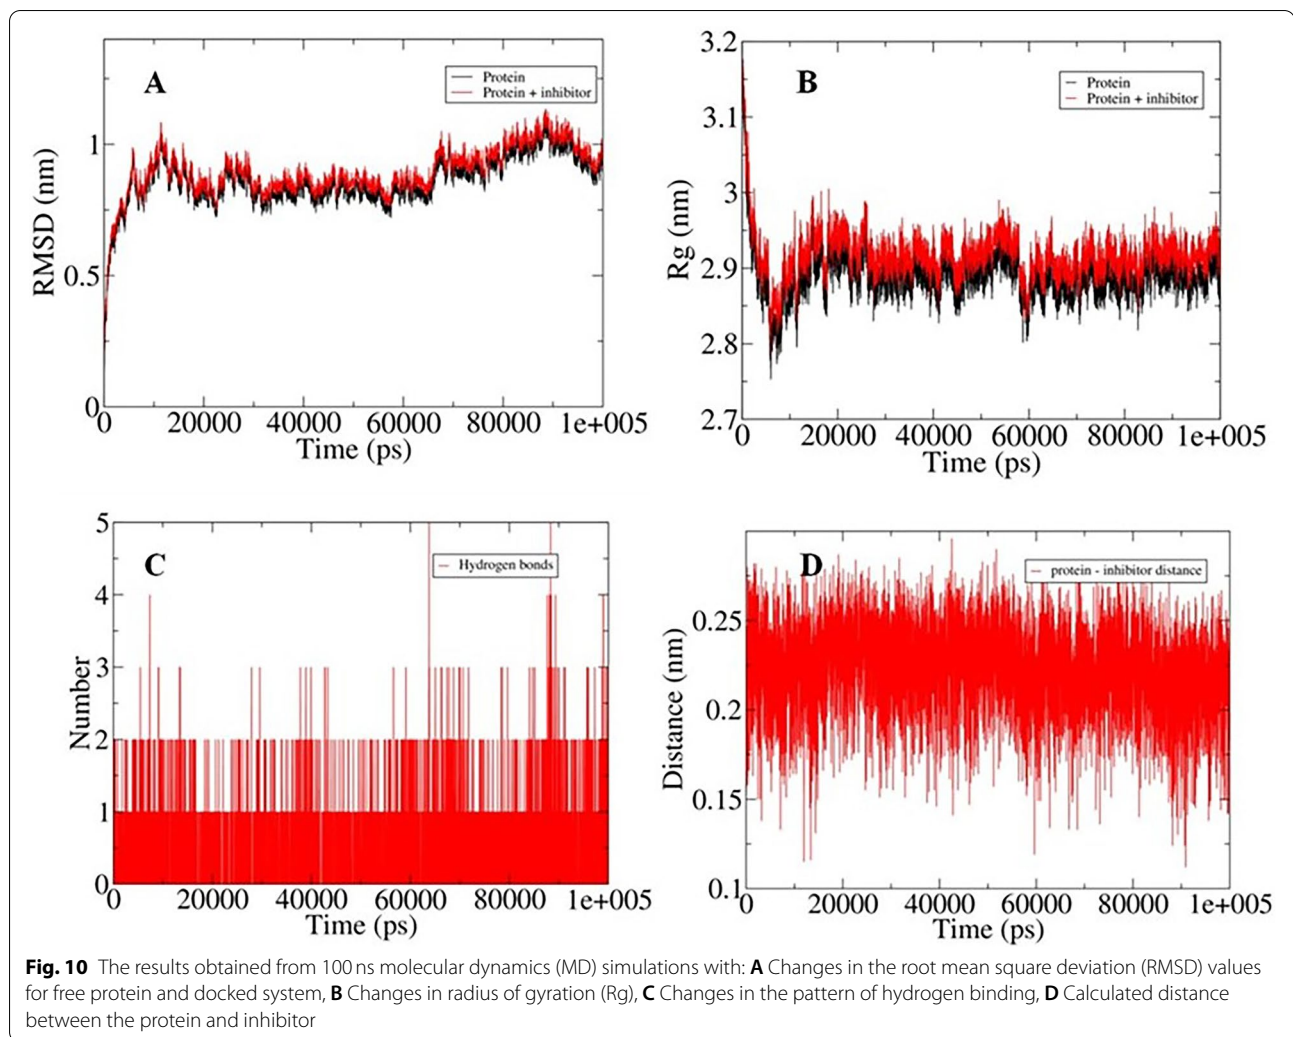 A
Protein
Protein + inhibitor
RMSD (nm)
1
0.5
0
0 20000 40000 60000 80000 1e+005
Time (ps)
B
Protein
Protein + inhibitor
Rg (nm)
3.2
3.1
3
2.9
2.8
2.7
0 20000 40000 60000 80000 1e+005
Time (ps)
C
Hydrogen bonds
Number
5
4
3
2
1
0
0 20000 40000 60000 80000 1e+005
Time (ps)
D
protein - inhibitor distance
Distance (nm)
0.25
0.2
0.15
0.1
0 20000 40000 60000 80000 1e+005
Time (ps)
Fig. 10 The results obtained from 100 ns molecular dynamics (MD) simulations with: A Changes in the root mean square deviation (RMSD) values
for free protein and docked system, B Changes in radius of gyration (Rg), C Changes in the pattern of hydrogen binding, D Calculated distance
between the protein and inhibitor